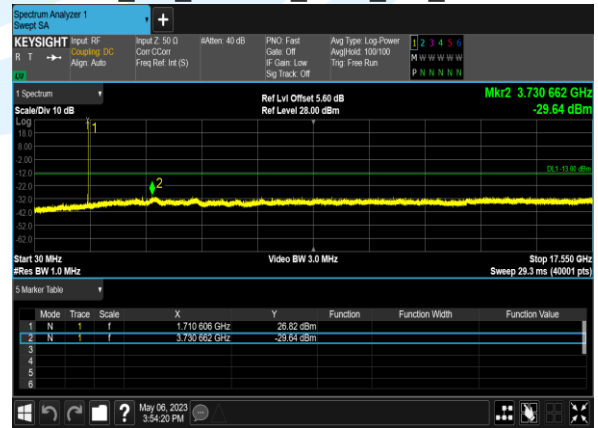 Spectrum Analyzer 1
Swept SA
KEYSIGHT Input: RF Input Z: 50 Ω #Atten: 40 dB PNO: Fast Avg Type: Log-Power 1 2 3 4 5 6
R T Coupling: DC Corr CCorr Gate: Off Avg|Hold: 100/100 M W W W W W
Align: Auto Freq Ref: Int (S) IF Gain: Low Trig: Free Run
Sig Track: Off P N N N N N
1 Spectrum Ref Lvl Offset 5.60 dB Mkr2 3.730 662 GHz
Scale/Div 10 dB Ref Level 28.00 dBm -29.64 dBm
Log
18.0
8.00
-2.00
-12.0
-22.0
-32.0
-42.0
-52.0
-62.0
1
2
DL1 -13.00 dBm
Start 30 MHz Video BW 3.0 MHz Stop 17.550 GHz
#Res BW 1.0 MHz Sweep 29.3 ms (40001 pts)
5 Marker Table
Mode Trace Scale X Y Function Function Width Function Value
1 N 1 f 1.710 606 GHz 26.82 dBm
2 N 1 f 3.730 662 GHz -29.64 dBm
3
4
5
6
May 06, 2023
3:54:20 PM